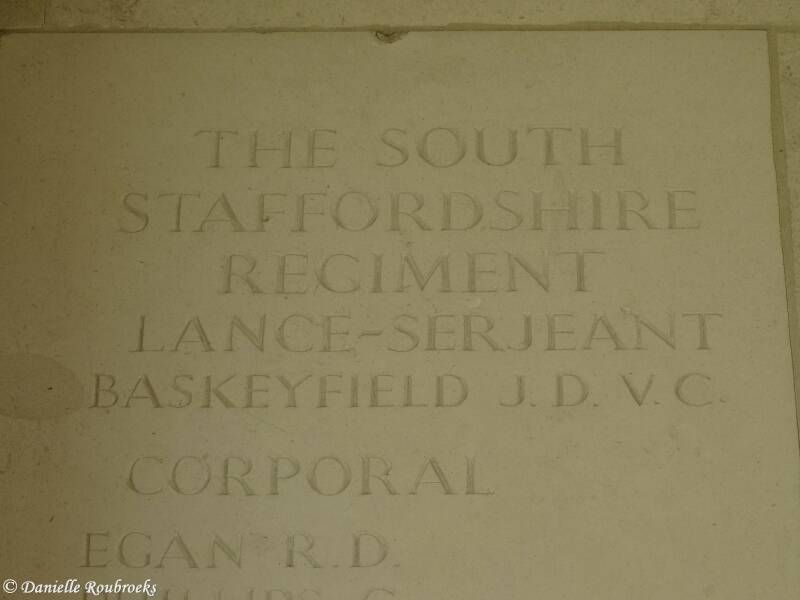 THE SOUTH
STAFFORDSHIRE
REGIMENT
LANCE-SERJEANT
BASKEYFIELD J. D. V. C.
CORPORAL
EGAN R. D.
© Danielle Roubroeks